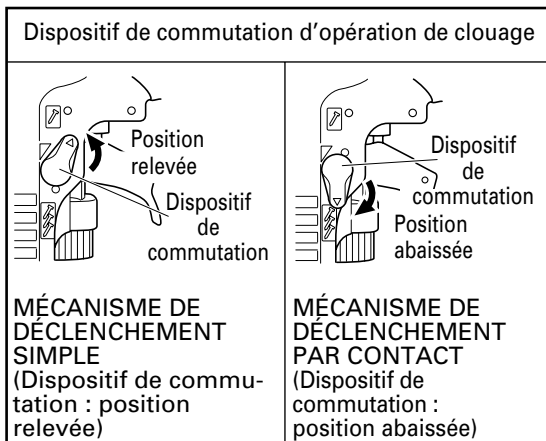 Dispositif de commutation d’opération de clouage
Position
relevée
Dispositif
de
commutation
MÉCANISME DE
DÉCLENCHEMENT
SIMPLE
(Dispositif de commu-
tation : position
relevée)
Dispositif
de
commutation
Position
abaissée
MÉCANISME DE
DÉCLENCHEMENT
PAR CONTACT
(Dispositif de
commutation :
position abaissée)